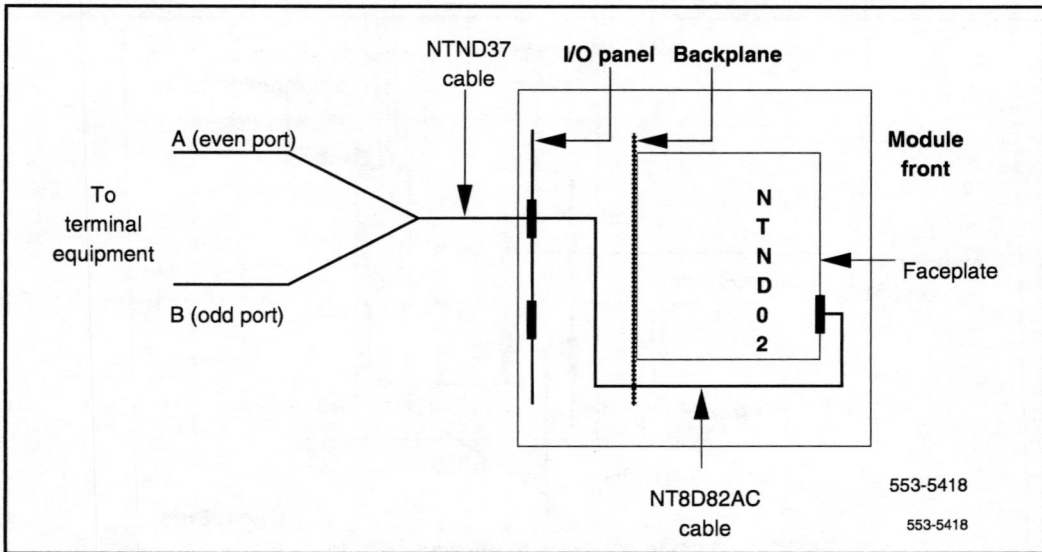 NTND37
cable
I/O panel
Backplane
A (even port)
Module
front
To
terminal
equipment
N
T
N
D
0
2
Faceplate
B (odd port)
NT8D82AC
cable
553-5418
553-5418